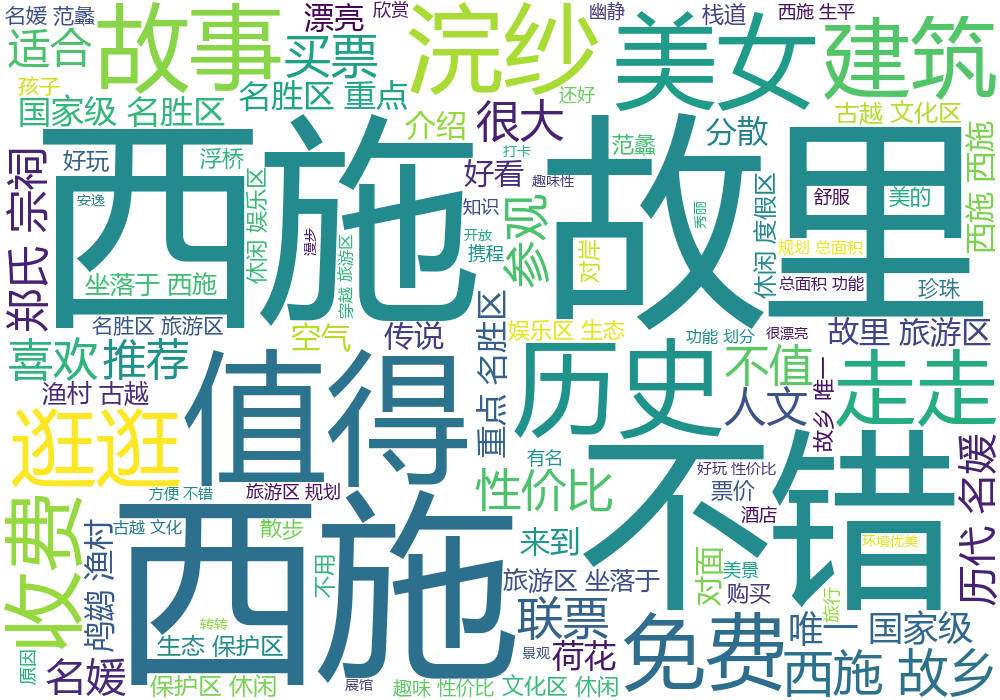 名媛 范蠡
故事
漂亮
欣赏
浣纱
幽静
栈道
西施 生平
适合
买票
美女
建筑
孩子
国家级 名胜区
名胜区 重点
还好
古越 文化区
介绍
很大
范蠡
分散
西施 西施
郑氏 宗祠
好玩
浮桥
打卡
好看
趣味性
西施
故里
安逸
休闲 娱乐区
知识
参观
秀丽
休闲 度假区
舒服
美的
漫步
穿越 旅游区
开放
携程
对岸
规划 总面积
坐落于 西施
总面积 功能
珍珠
名胜区 旅游区
空气
传说
重点 名胜区
娱乐区 生态
功能 划分
很漂亮
故里 旅游区
喜欢
推荐
值得
历史
不值
故乡 唯一
走走
渔村 古越
人文
逛逛
有名
好玩 性价比
历代 名媛
收费
方便 不错
旅游区 规划
性价比
票价
不错
古越 文化
散步
西施
来到
酒店
环境优美
鸬鹚 渔村
不用
旅游区 坐落于
对面
美景
购买
旅行
转转
生态 保护区
联票
免费
唯一 国家级
原因
名媛
景观
荷花
西施 故乡
保护区 休闲
展馆
趣味 性价比
文化区 休闲